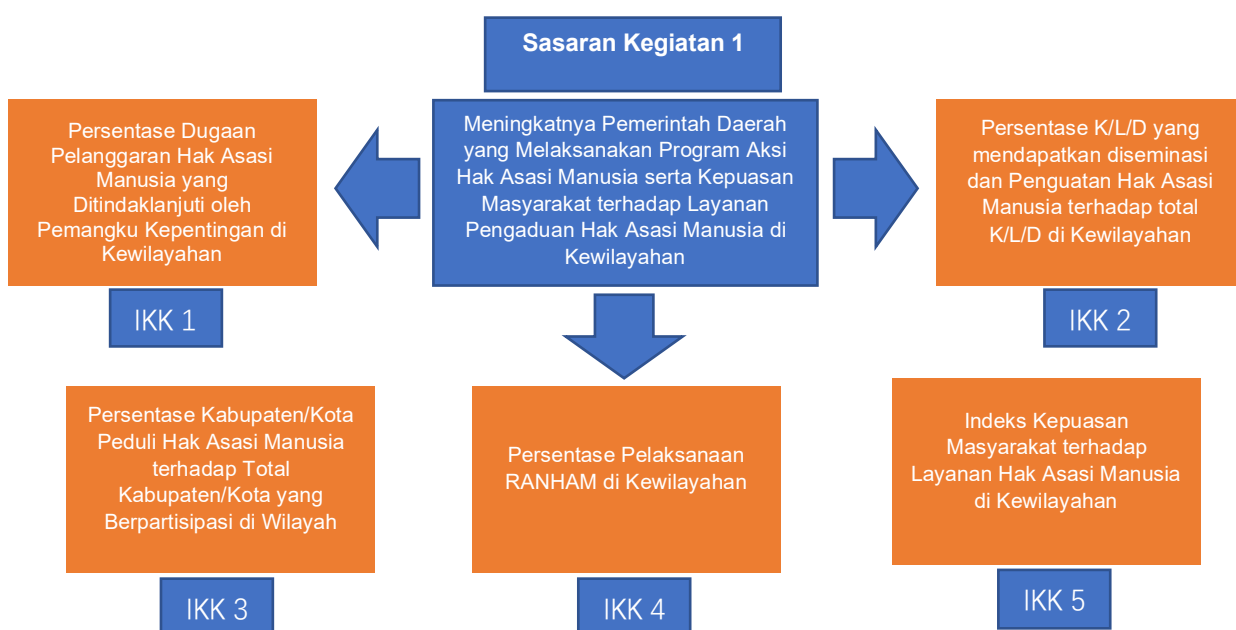 Sasaran Kegiatan 1
Persentase Dugaan
Pelanggaran Hak Asasi
Manusia yang
Ditindaklanjuti oleh
Pemangku Kepentingan di
Kewilayahan
IKK 1
Meningkatnya Pemerintah Daerah
yang Melaksanakan Program Aksi
Hak Asasi Manusia serta Kepuasan
Masyarakat terhadap Layanan
Pengaduan Hak Asasi Manusia di
Kewilayahan
Persentase K/L/D yang
mendapatkan diseminasi
dan Penguatan Hak Asasi
Manusia terhadap total
K/L/D di Kewilayahan
IKK 2
Persentase Kabupaten/Kota
Peduli Hak Asasi Manusia
terhadap Total
Kabupaten/Kota yang
Berpartisipasi di Wilayah
IKK 3
Persentase Pelaksanaan
RANHAM di Kewilayahan
IKK 4
Indeks Kepuasan
Masyarakat terhadap
Layanan Hak Asasi Manusia
di Kewilayahan
IKK 5